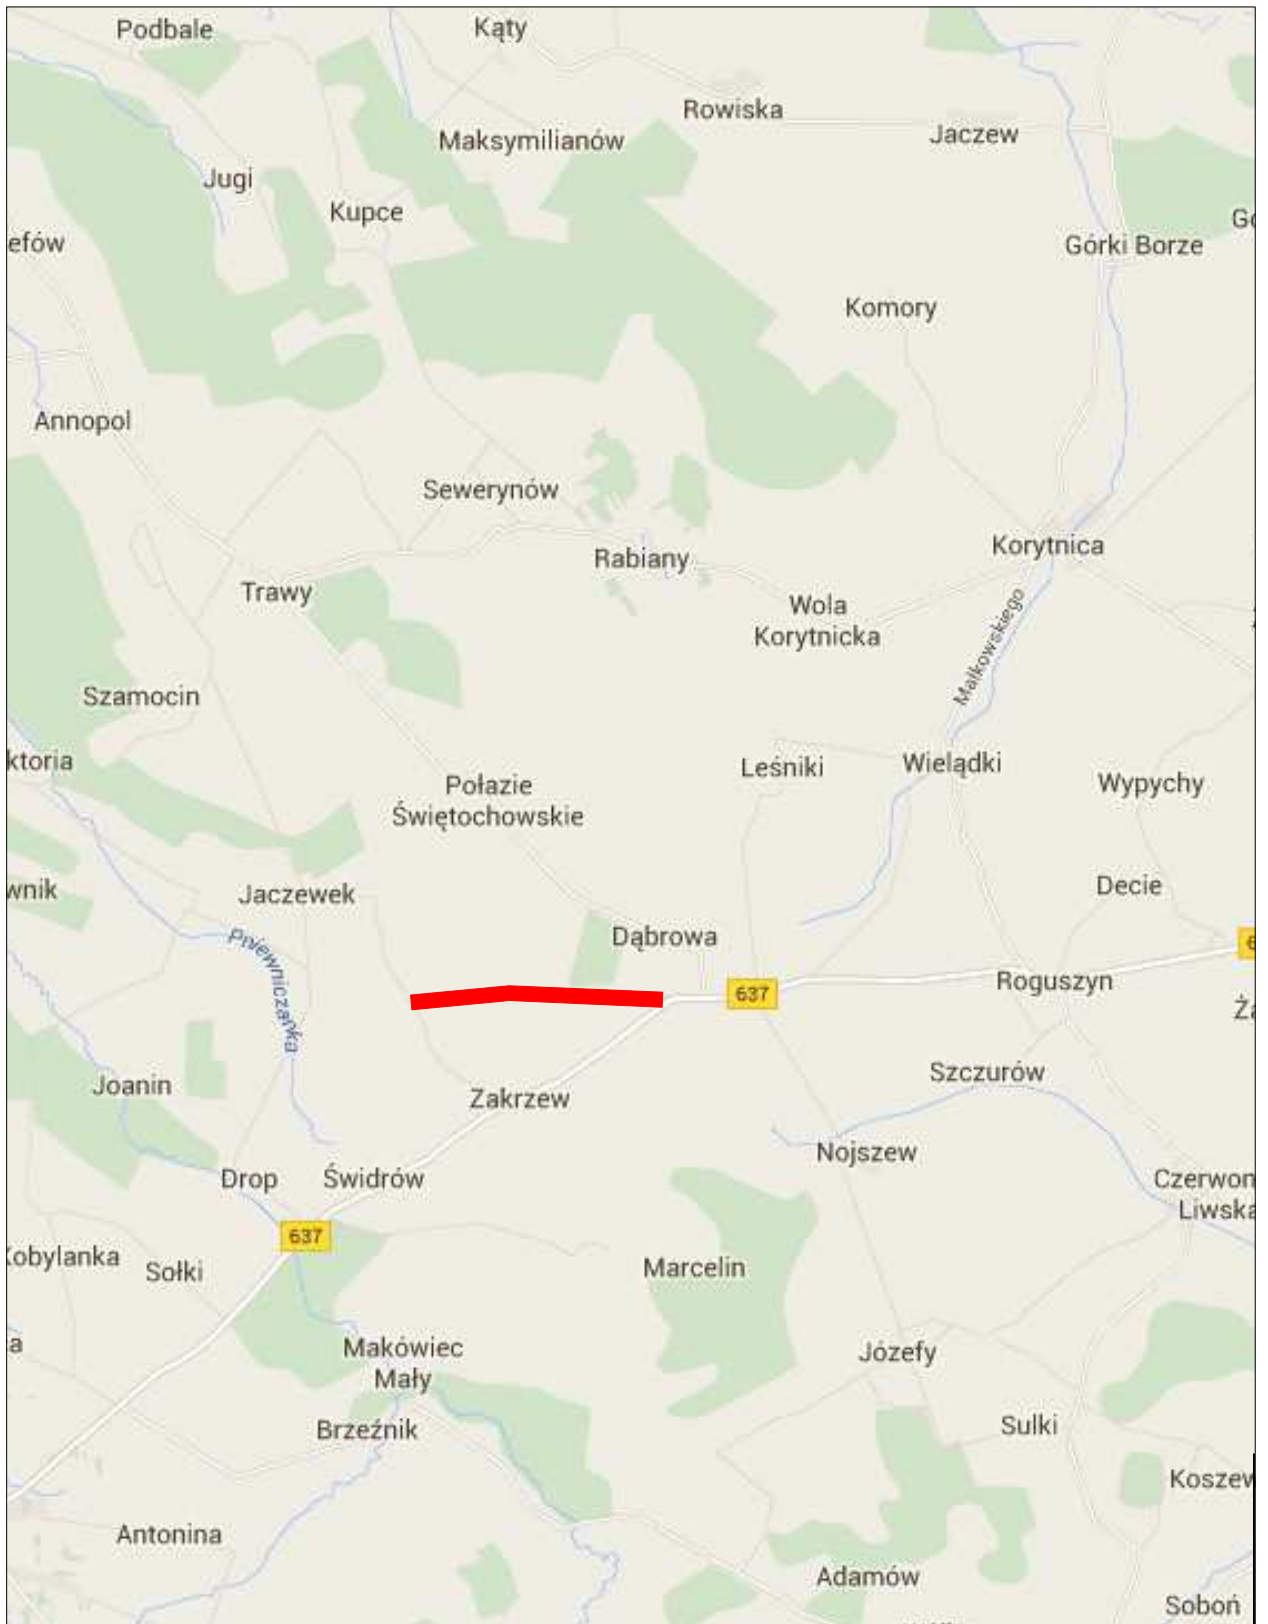 Podbale
Kąty
Rowiska
Maksymilianów
Jaczew
Jugi
Kupce
efów
Górki Borze
Komory
Annopol
Sewerynów
Korytnica
Rabiany
Trawy
Wola
Korytnicka
Małkowskiego
Szamocin
ktoria
Leśniki
Wielądki
Połazie
Świętochowskie
Wypychy
wnik
Jaczewek
Decie
Pniewniczanka
Dąbrowa
637
Roguszyn
Joanin
Zakrzew
Szczurów
Nojszew
Drop
Świdrów
Czerwon
Liwska
637
Kobylanka
Sołki
Marcelin
a
Makówiec
Mały
Józefy
Brzeźnik
Sulki
Koszew
Antonina
Adamów
Soboń